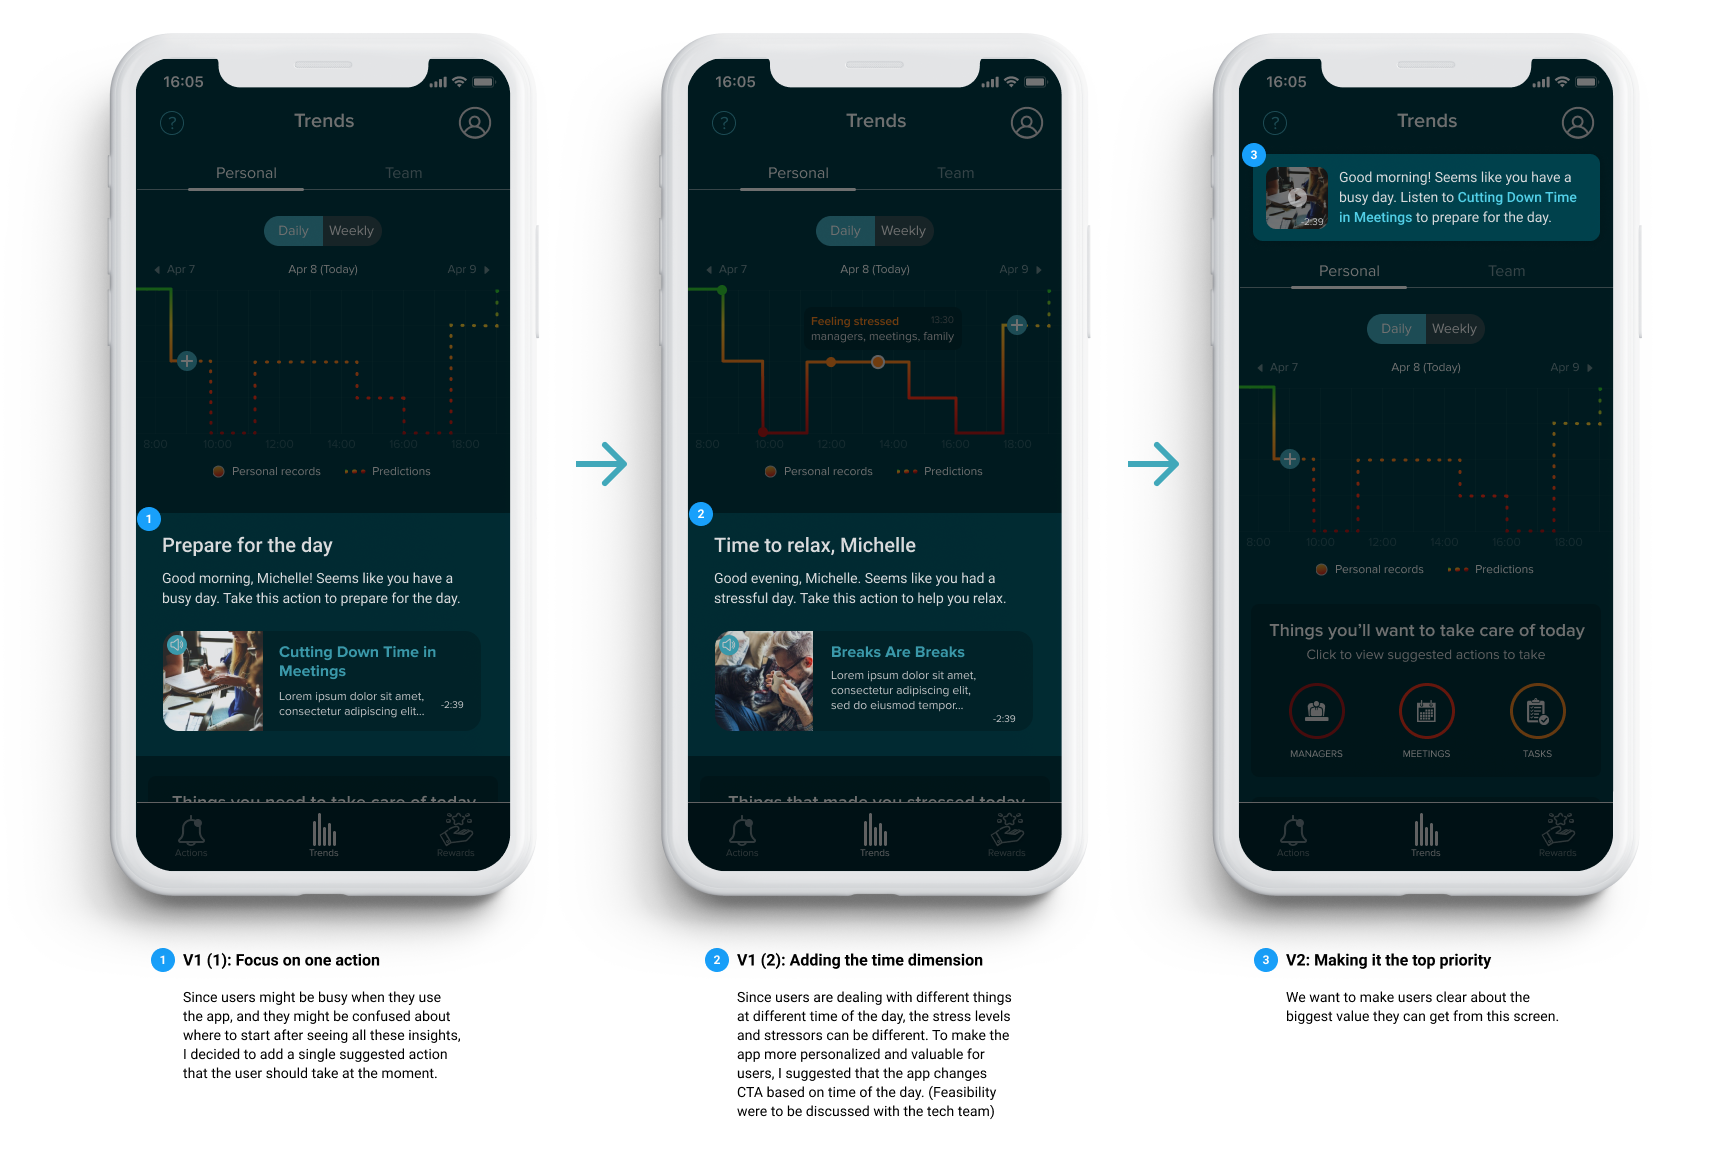 16:05
?
Trends
Personal
Team
Daily
Weekly
Apr 7
Apr 8 (Today)
Apr 9
8:00
10:00
12:00
14:00
16:00
18:00
Personal records
Predictions
1
Prepare for the day
Good morning, Michelle! Seems like you have a
busy day. Take this action to prepare for the day.
Cutting Down Time in
Meetings
Lorem ipsum dolor sit amet,
consectetur adipiscing elit...
-2:39
Things you need to take care of today
Actions
Trends
Rewards
16:05
?
Trends
Personal
Team
Daily
Weekly
Apr 7
Apr 8 (Today)
Apr 9
Feeling stressed
13:30
managers, meetings, family
8:00
10:00
12:00
14:00
16:00
18:00
Personal records
Predictions
2
Time to relax, Michelle
Good evening, Michelle. Seems like you had a
stressful day. Take this action to help you relax.
Breaks Are Breaks
Lorem ipsum dolor sit amet,
consectetur adipiscing elit,
sed do eiusmod tempor...
-2:39
Things that made you stressed today
Actions
Trends
Rewards
16:05
?
Trends
3
Good morning! Seems like you have a
busy day. Listen to Cutting Down Time
in Meetings to prepare for the day.
-2:39
Personal
Team
Daily
Weekly
Apr 7
Apr 8 (Today)
Apr 9
8:00
10:00
12:00
14:00
16:00
18:00
Personal records
Predictions
Things you'll want to take care of today
Click to view suggested actions to take
MANAGERS
MEETINGS
TASKS
Actions
Trends
Rewards
1 V1 (1): Focus on one action
Since users might be busy when they use
the app, and they might be confused about
where to start after seeing all these insights,
I decided to add a single suggested action
that the user should take at the moment.
2 V1 (2): Adding the time dimension
Since users are dealing with different things
at different time of the day, the stress levels
and stressors can be different. To make the
app more personalized and valuable for
users, I suggested that the app changes
CTA based on time of the day. (Feasibility
were to be discussed with the tech team)
3 V2: Making it the top priority
We want to make users clear about the
biggest value they can get from this screen.